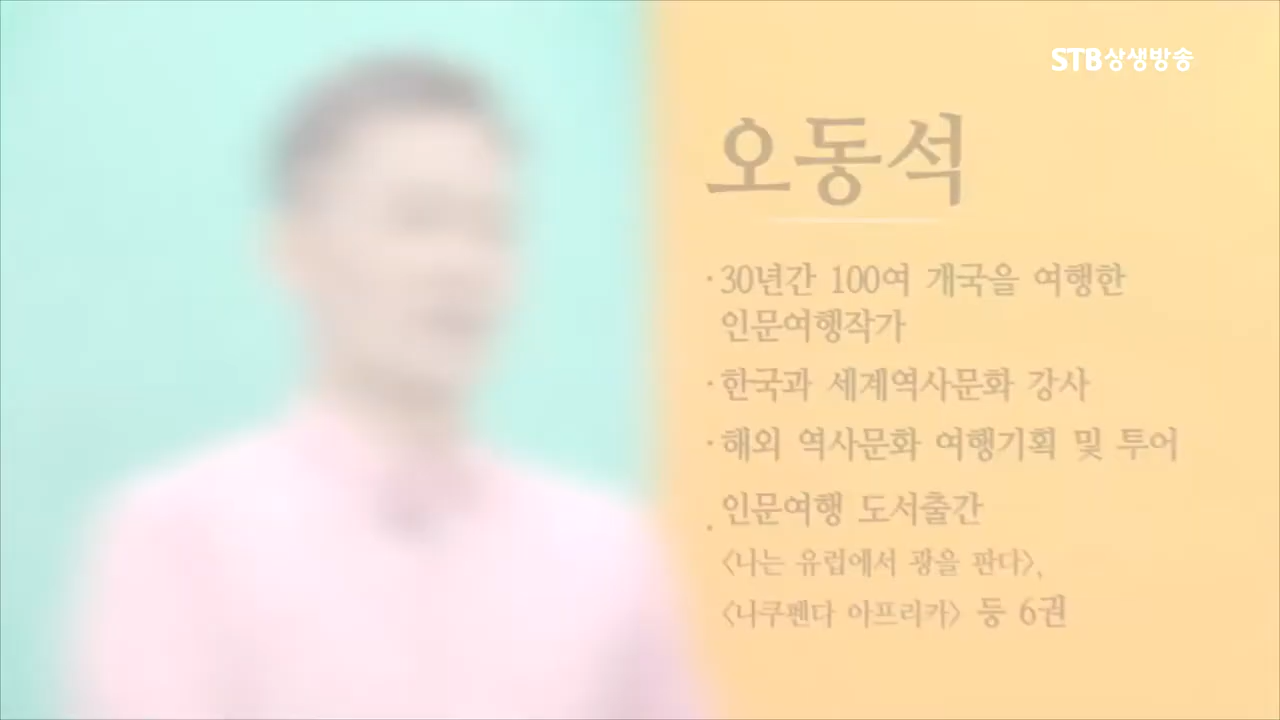 STB상생방송
오동석
·30년간 100여 개국을 여행한
인문여행작가
·한국과 세계역사문화 강사
·해외 역사문화 여행기획 및 투어
·인문여행 도서출간
〈나는 유럽에서 광을 판다〉,
〈나쿠펜다 아프리카〉 등 6권